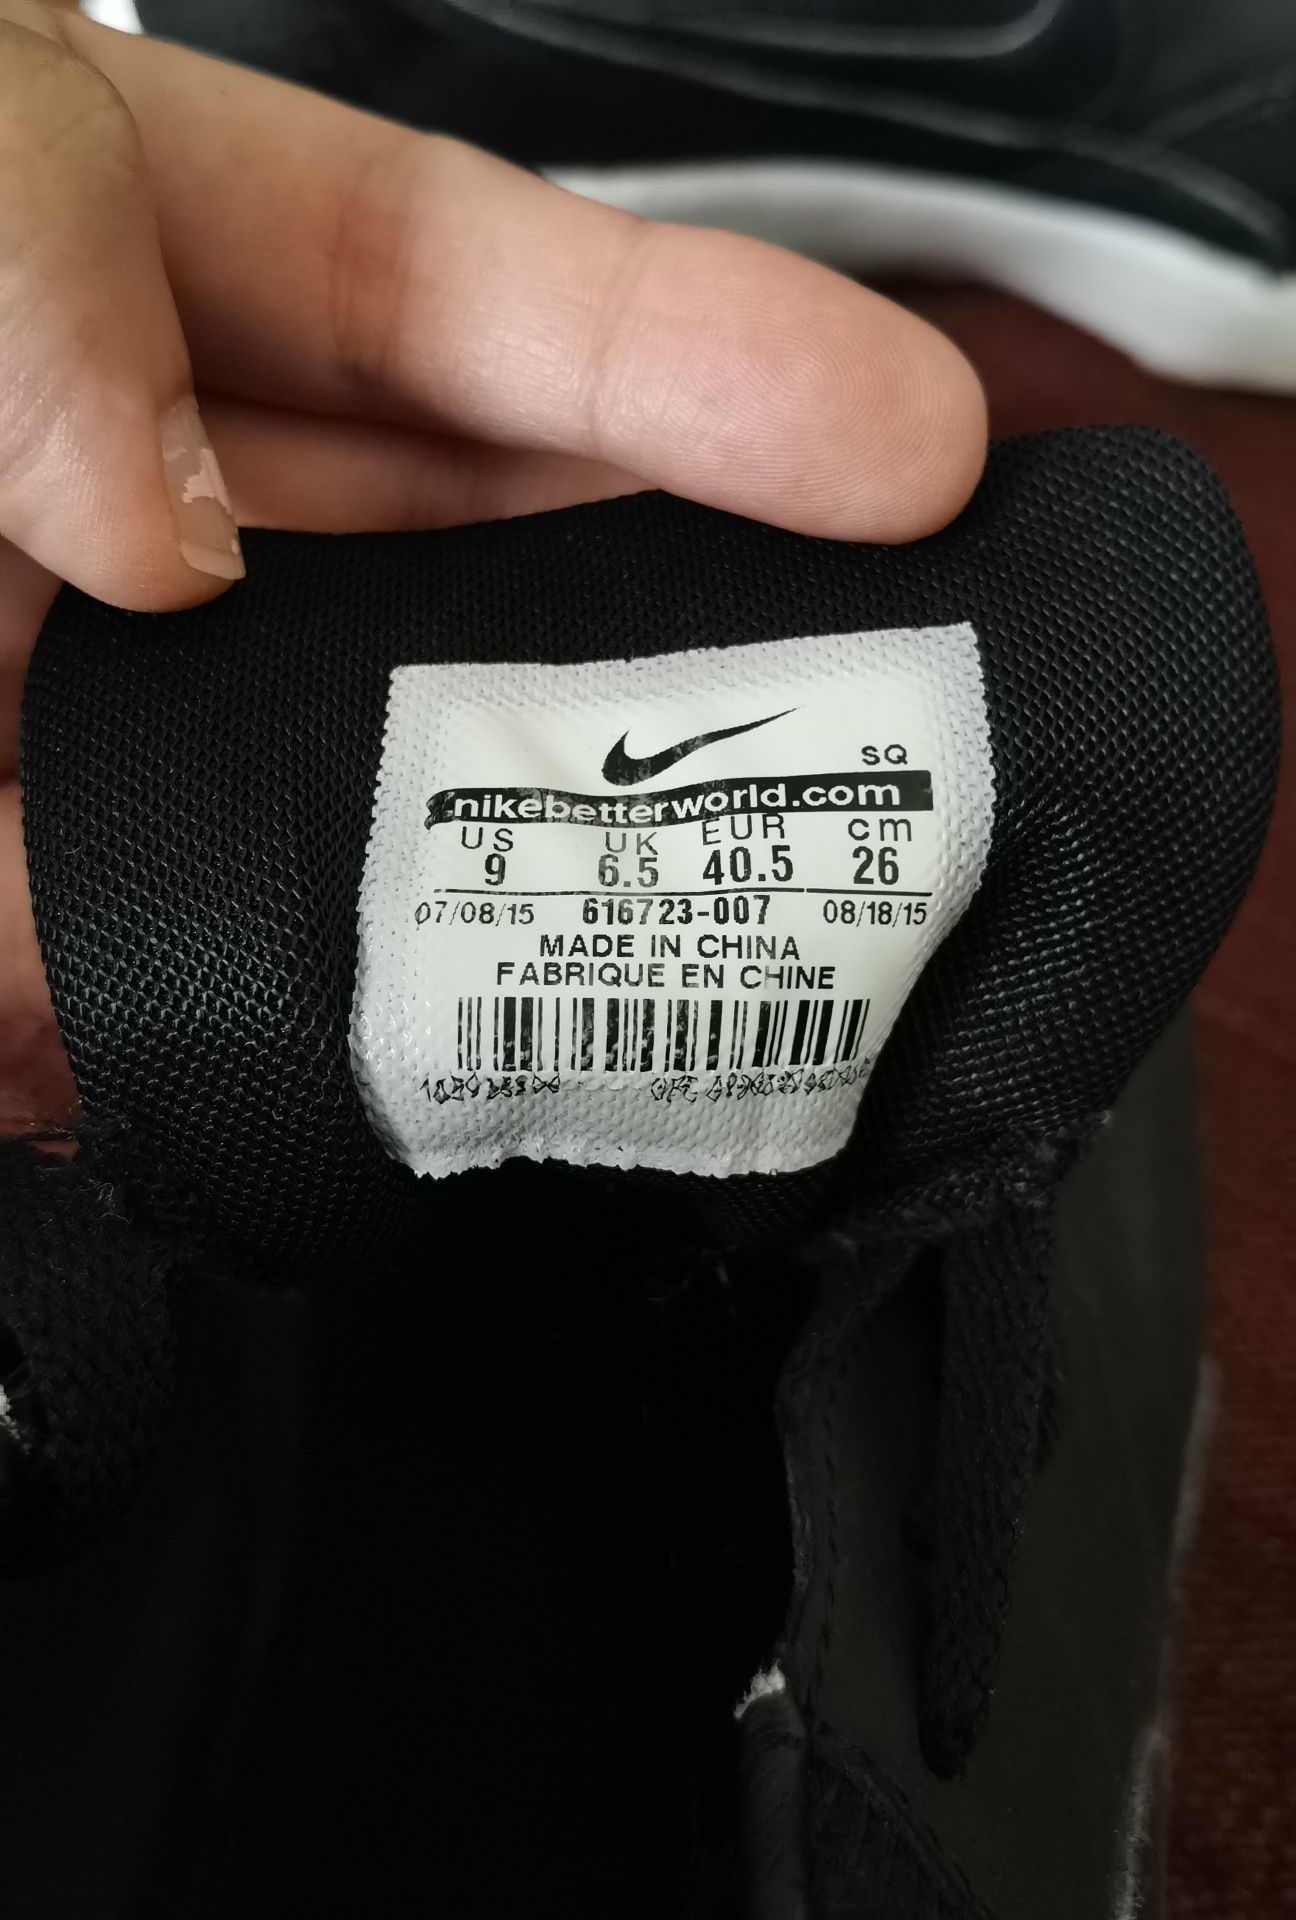 SQ
nikebetterworld.com
US UK EUR cm
9 6.5 40.5 26
07/08/15 616723-007 08/18/15
MADE IN CHINA
FABRIQUE EN CHINE